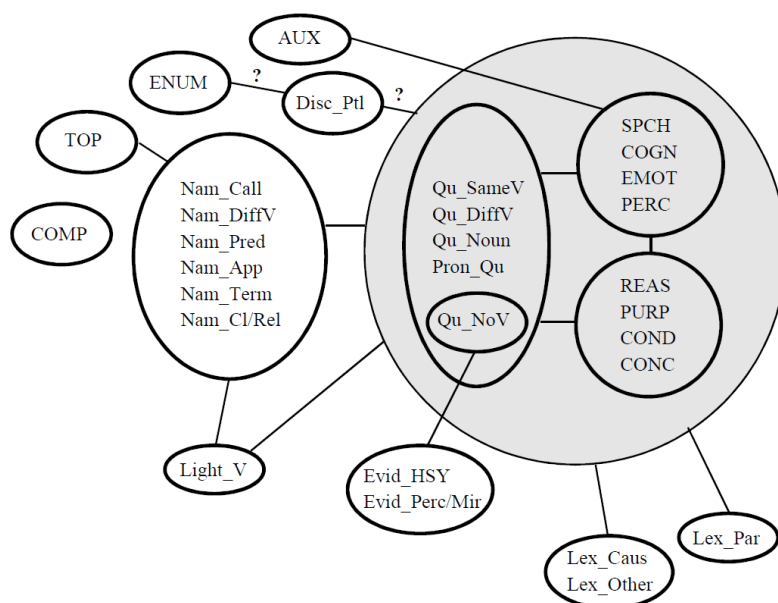 AUX
ENUM
?
Disc_Ptl
?
TOP
COMP
Nam_Call
Nam_DiffV
Nam_Pred
Nam_App
Nam_Term
Nam_Cl/Rel
Qu_SameV
Qu_DiffV
Qu_Noun
Pron_Qu
Qu_NoV
SPCH
COGN
EMOT
PERC
REAS
PURP
COND
CONC
Light_V
Evid_HSY
Evid_Perc/Mir
Lex_Caus
Lex_Other
Lex_Par